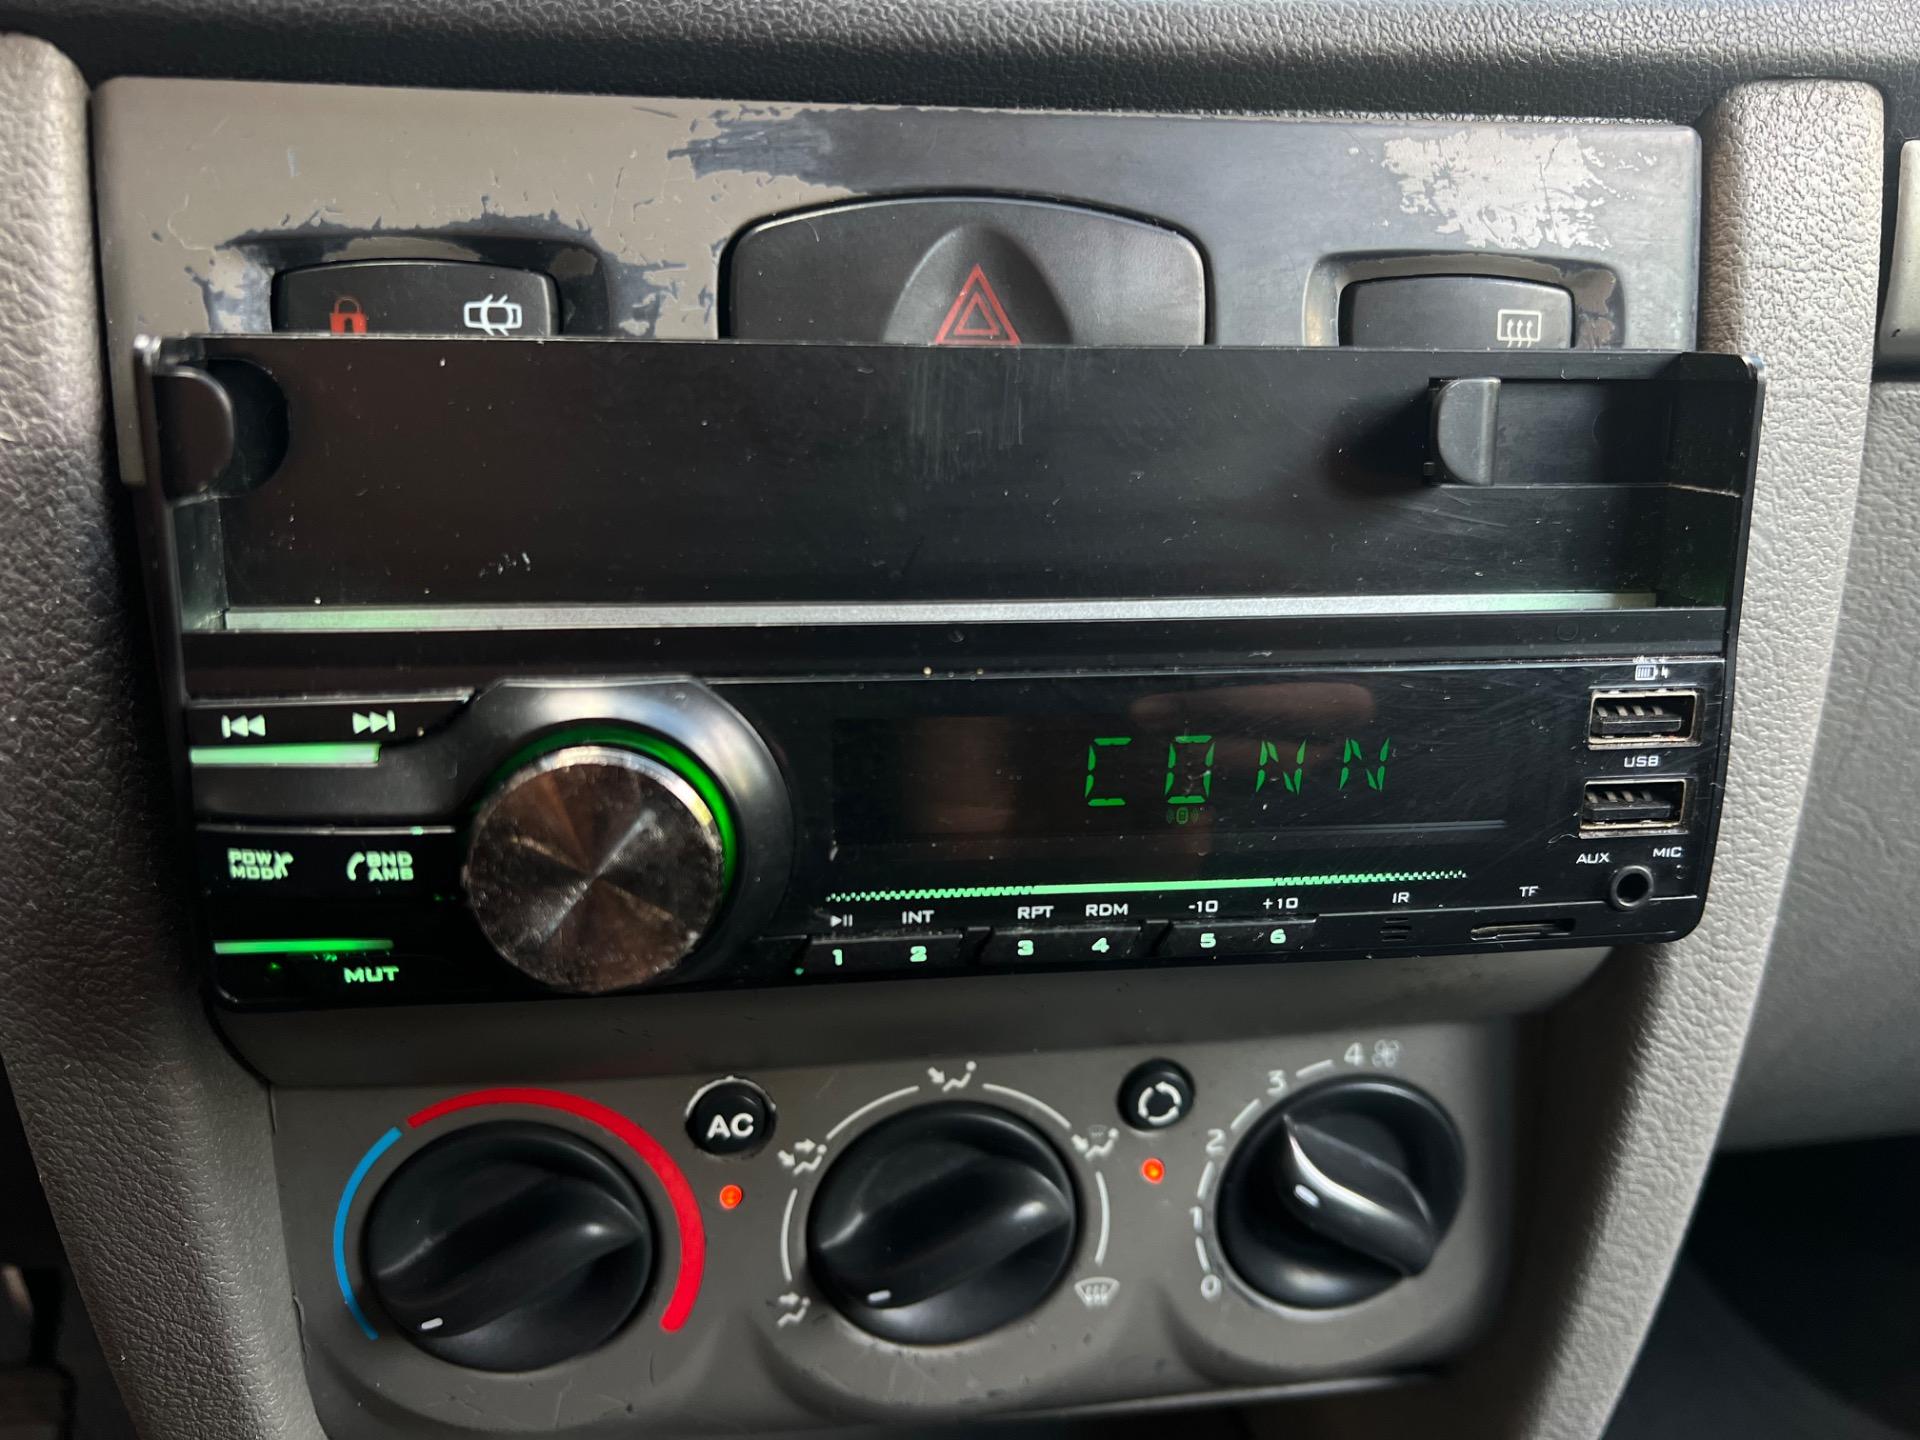 CONN
USB
POW
MOD
BND
AMS
AUX MIC
INT RPT RDM -10 +10 IR TF
1 2 3 4 5 6
MUT
AC
0 1 2 3 4